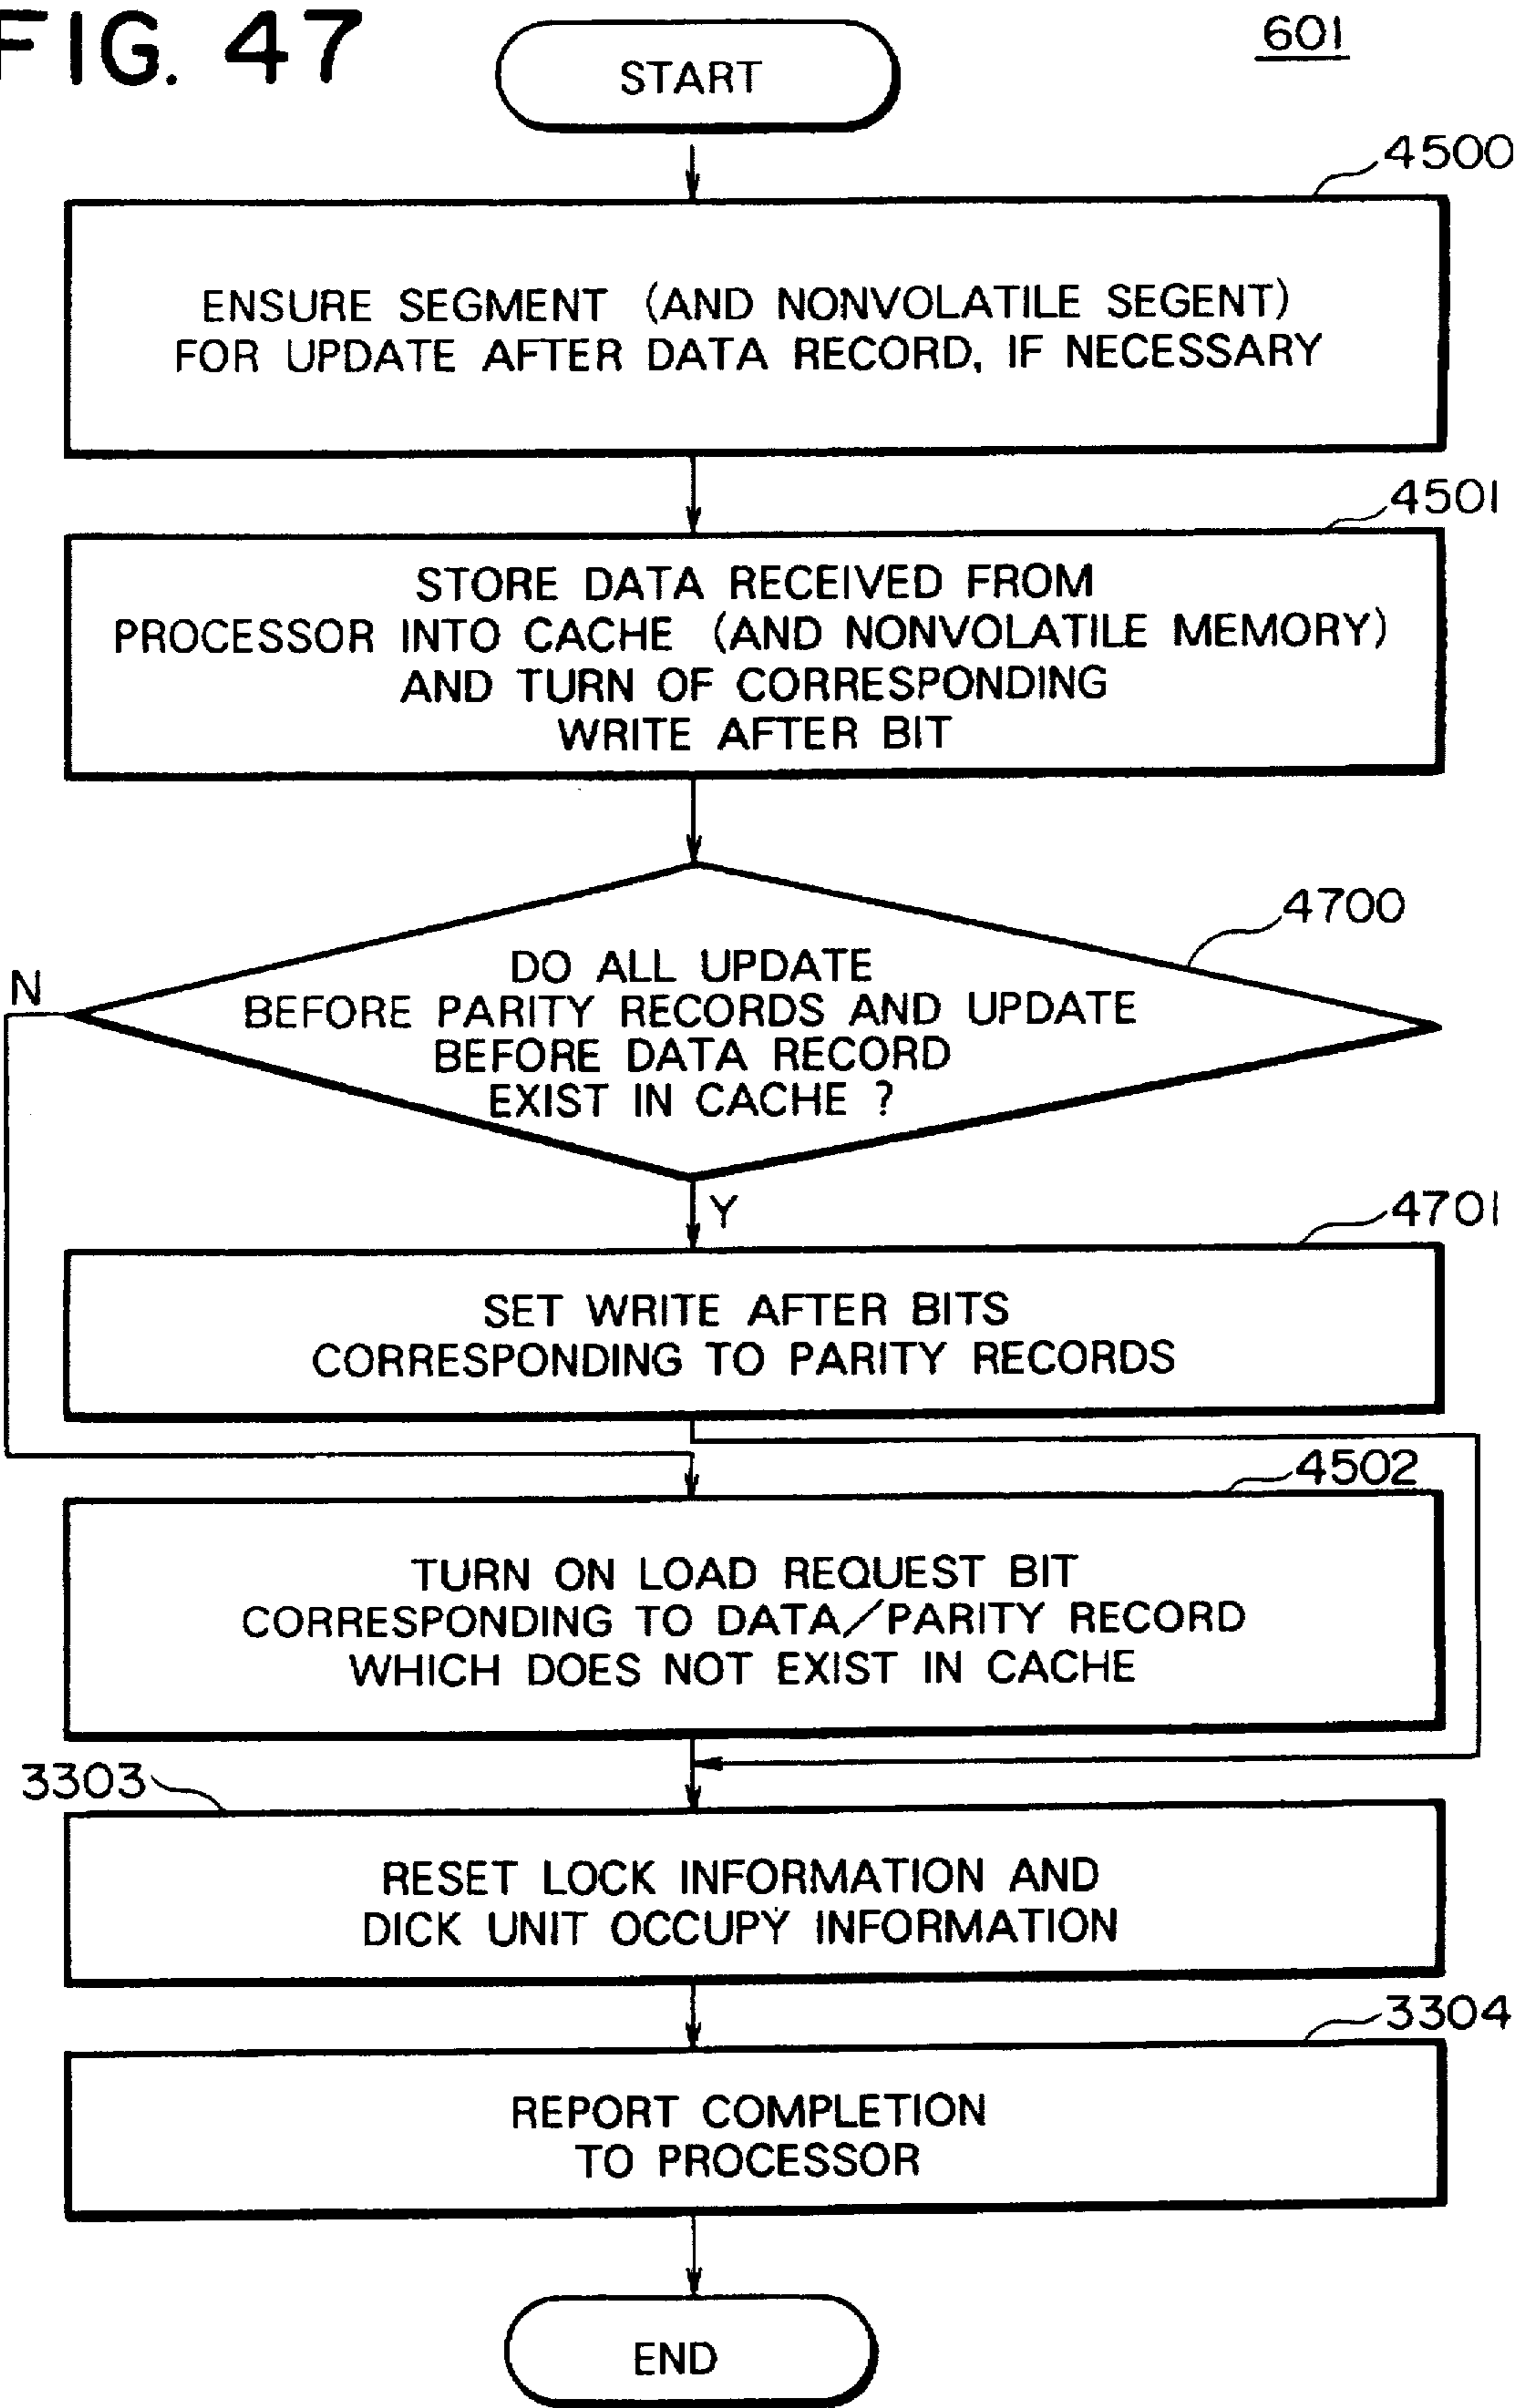 FIG. 47
601
START
4500
ENSURE SEGMENT (AND NONVOLATILE SEGENT)
FOR UPDATE AFTER DATA RECORD, IF NECESSARY
4501
STORE DATA RECEIVED FROM
PROCESSOR INTO CACHE (AND NONVOLATILE MEMORY)
AND TURN OF CORRESPONDING
WRITE AFTER BIT
4700
DO ALL UPDATE
BEFORE PARITY RECORDS AND UPDATE
BEFORE DATA RECORD
EXIST IN CACHE ?
N
Y
4701
SET WRITE AFTER BITS
CORRESPONDING TO PARITY RECORDS
4502
TURN ON LOAD REQUEST BIT
CORRESPONDING TO DATA/PARITY RECORD
WHICH DOES NOT EXIST IN CACHE
3303
RESET LOCK INFORMATION AND
DICK UNIT OCCUPY INFORMATION
3304
REPORT COMPLETION
TO PROCESSOR
END